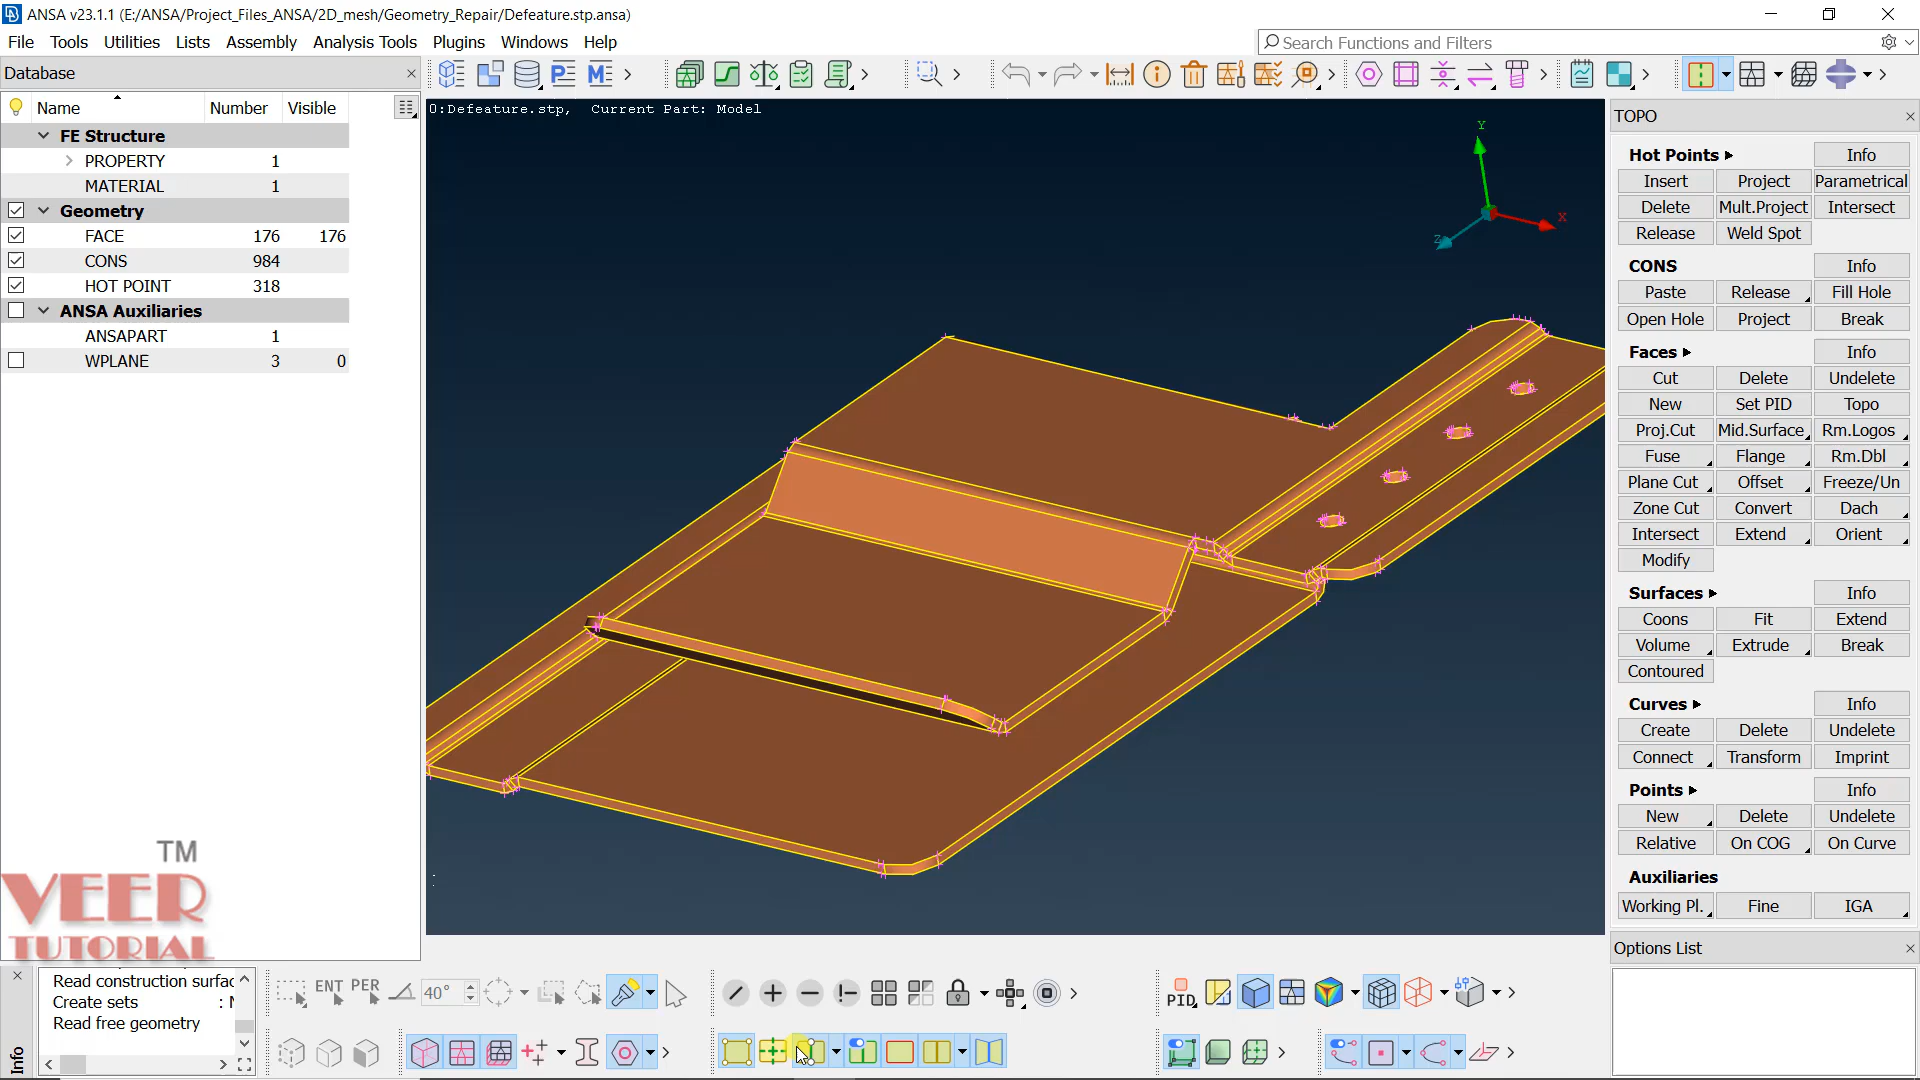 ANSA v23.1.1 (E:/ANSA/Project_Files_ANSA/2D_mesh/Geometry_Repair/Defeature.stp.ansa)
File Tools Utilities Lists Assembly Analysis Tools Plugins Windows Help
Search Functions and Filters
Database
Name Number Visible
FE Structure
PROPERTY 1
MATERIAL 1
Geometry
FACE 176 176
CONS 984
HOT POINT 318
ANSA Auxiliaries
ANSAPART 1
WPLANE 3 0
TM
VEER
TUTORIAL
0:Defeature.stp, Current Part: Model
Y
X
Z
TOPO
Hot Points Info
Insert Project Parametrical
Delete Mult.Project Intersect
Release Weld Spot
CONS Info
Paste Release Fill Hole
Open Hole Project Break
Faces Info
Cut Delete Undelete
New Set PID Topo
Proj.Cut Mid.Surface Rm.Logos
Fuse Flange Rm.Dbl
Plane Cut Offset Freeze/Un
Zone Cut Convert Dach
Intersect Extend Orient
Modify
Surfaces Info
Coons Fit Extend
Volume Extrude Break
Contoured
Curves Info
Create Delete Undelete
Connect Transform Imprint
Points Info
New Delete Undelete
Relative On COG On Curve
Auxiliaries
Working Pl. Fine IGA
Options List
Info
Read construction surfac
Create sets :
Read free geometry
ENT PER 40°
PID